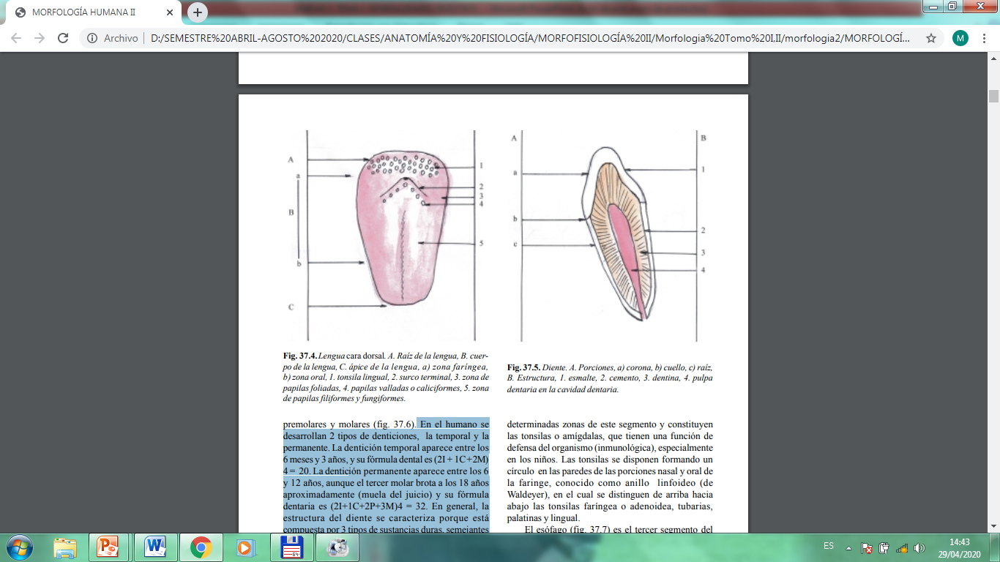 MORFOLOGÍA HUMANA II
Archivo
D:/SEMESTRE%20ABRIL-AGOSTO%202020/CLASES/ANATOMÍA%20Y%20FISIOLOGÍA/MORFOFISIOLOGÍA%20II/Morfologia%20Tomo%20I,II/morfologia2/MORFOLOGÍ...
M
A
a
B
b
C
1
2
3
4
5
A
a
b
c
B
1
2
3
4
Fig. 37.4. Lengua cara dorsal. A. Raíz de la lengua, B. cuer-
po de la lengua, C. ápice de la lengua, a) zona faríngea,
b) zona oral, 1. tonsila lingual, 2. surco terminal, 3. zona de
papilas foliadas, 4. papilas valladas o caliciformes, 5. zona
de papilas filiformes y fungiformes.
premolares y molares (fig. 37.6). En el humano se
desarrollan 2 tipos de denticiones, la temporal y la
permanente. La dentición temporal aparece entre los
6 meses y 3 años, y su fórmula dental es (2I + 1C+2M)
4 = 20. La dentición permanente aparece entre los 6
y 12 años, aunque el tercer molar brota a los 18 años
aproximadamente (muela del juicio) y su fórmula
dentaria es (2I+1C+2P+3M)4 = 32. En general, la
estructura del diente se caracteriza porque está
compuesta por 3 tipos de sustancias duras, semejantes
Fig. 37.5. Diente. A. Porciones, a) corona, b) cuello, c) raíz,
B. Estructura, 1. esmalte, 2. cemento, 3. dentina, 4. pulpa
dentaria en la cavidad dentaria.
determinadas zonas de este segmento y constituyen
las tonsilas o amígdalas, que tienen una función de
defensa del organismo (inmunológica), especialmente
en los niños. Las tonsilas se disponen formando un
círculo en las paredes de las porciones nasal y oral de
la faringe, conocido como anillo linfoideo (de
Waldeyer), en el cual se distinguen de arriba hacia
abajo las tonsilas faríngea o adenoidea, tubarias,
palatinas y lingual.
El esófago (fig. 37.7) es el tercer segmento del
ES
14:43
29/04/2020